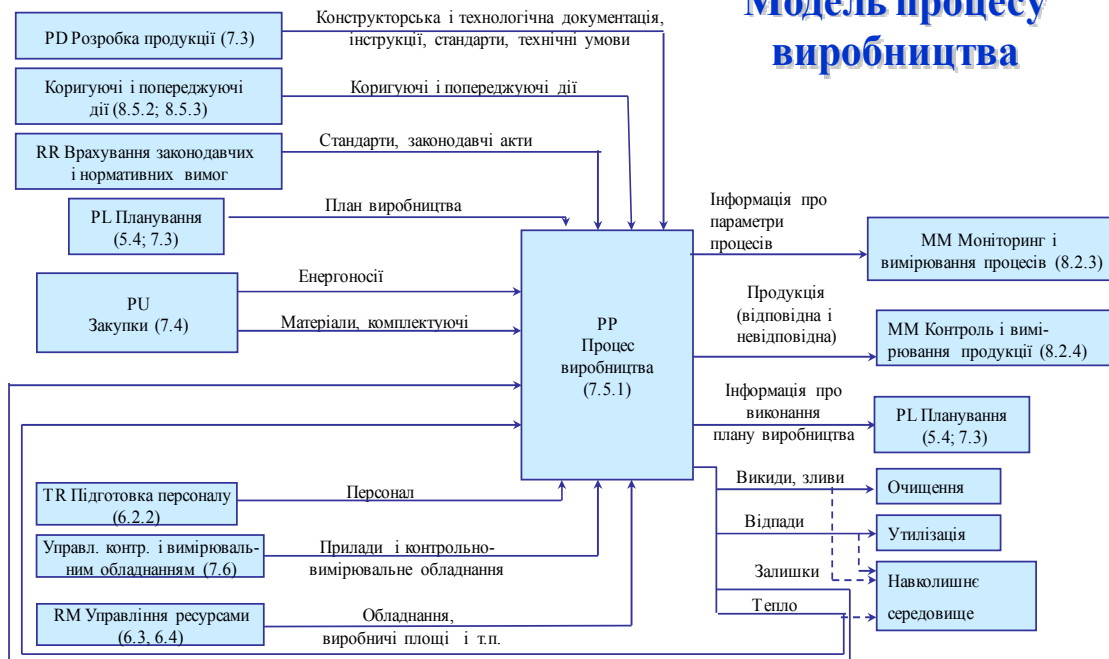 Модель процесу
виробництва
PD Розробка продукції (7.3)
Конструкторська і технологічна документація,
інструкції, стандарти, технічні умови
Коригуючі і попереджуючі
дії (8.5.2; 8.5.3)
Коригуючі і попереджуючі дії
RR Врахування законодавчих
і нормативних вимог
Стандарти, законодавчі акти
PL Планування
(5.4; 7.3)
План виробництва
PU
Закупки (7.4)
Енергоносії
Матеріали, комплектуючі
PP
Процес
виробництва
(7.5.1)
Інформація про
параметри
процесів
ММ Моніторинг і
вимірювання процесів (8.2.3)
Продукція
(відповідна і
невідповідна)
ММ Контроль і вимі-
рювання продукції (8.2.4)
Інформація про
виконання
плану виробництва
PL Планування
(5.4; 7.3)
TR Підготовка персоналу
(6.2.2)
Персонал
Управл. контр. і вимірюваль-
ним обладнанням (7.6)
Прилади і контрольно-
вимірювальне обладнання
RM Управління ресурсами
(6.3, 6.4)
Обладнання,
виробничі площі і т.п.
Викиди, зливи
Очищення
Відпади
Утилізація
Залишки
Тепло
Навколишнє
середовище